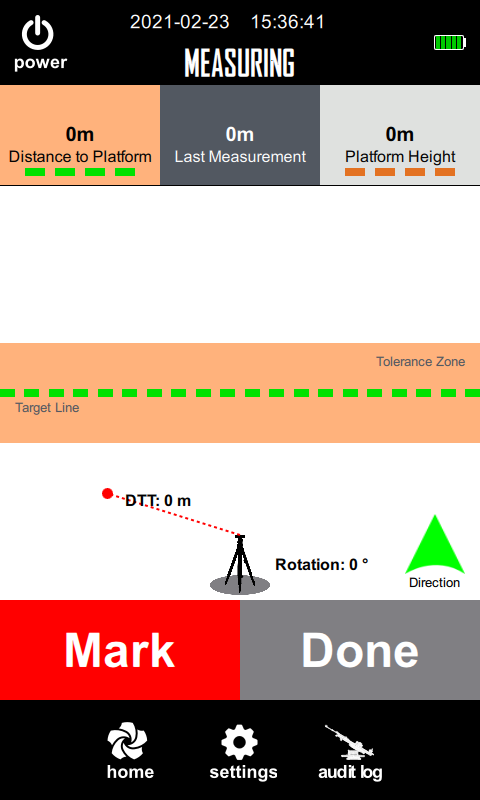 2021-02-23 15:36:41
power
MEASURING
0m
Distance to Platform
0m
Last Measurement
0m
Platform Height
Tolerance Zone
Target Line
DTT: 0 m
Rotation: 0 °
Direction
Mark
Done
home
settings
audit log